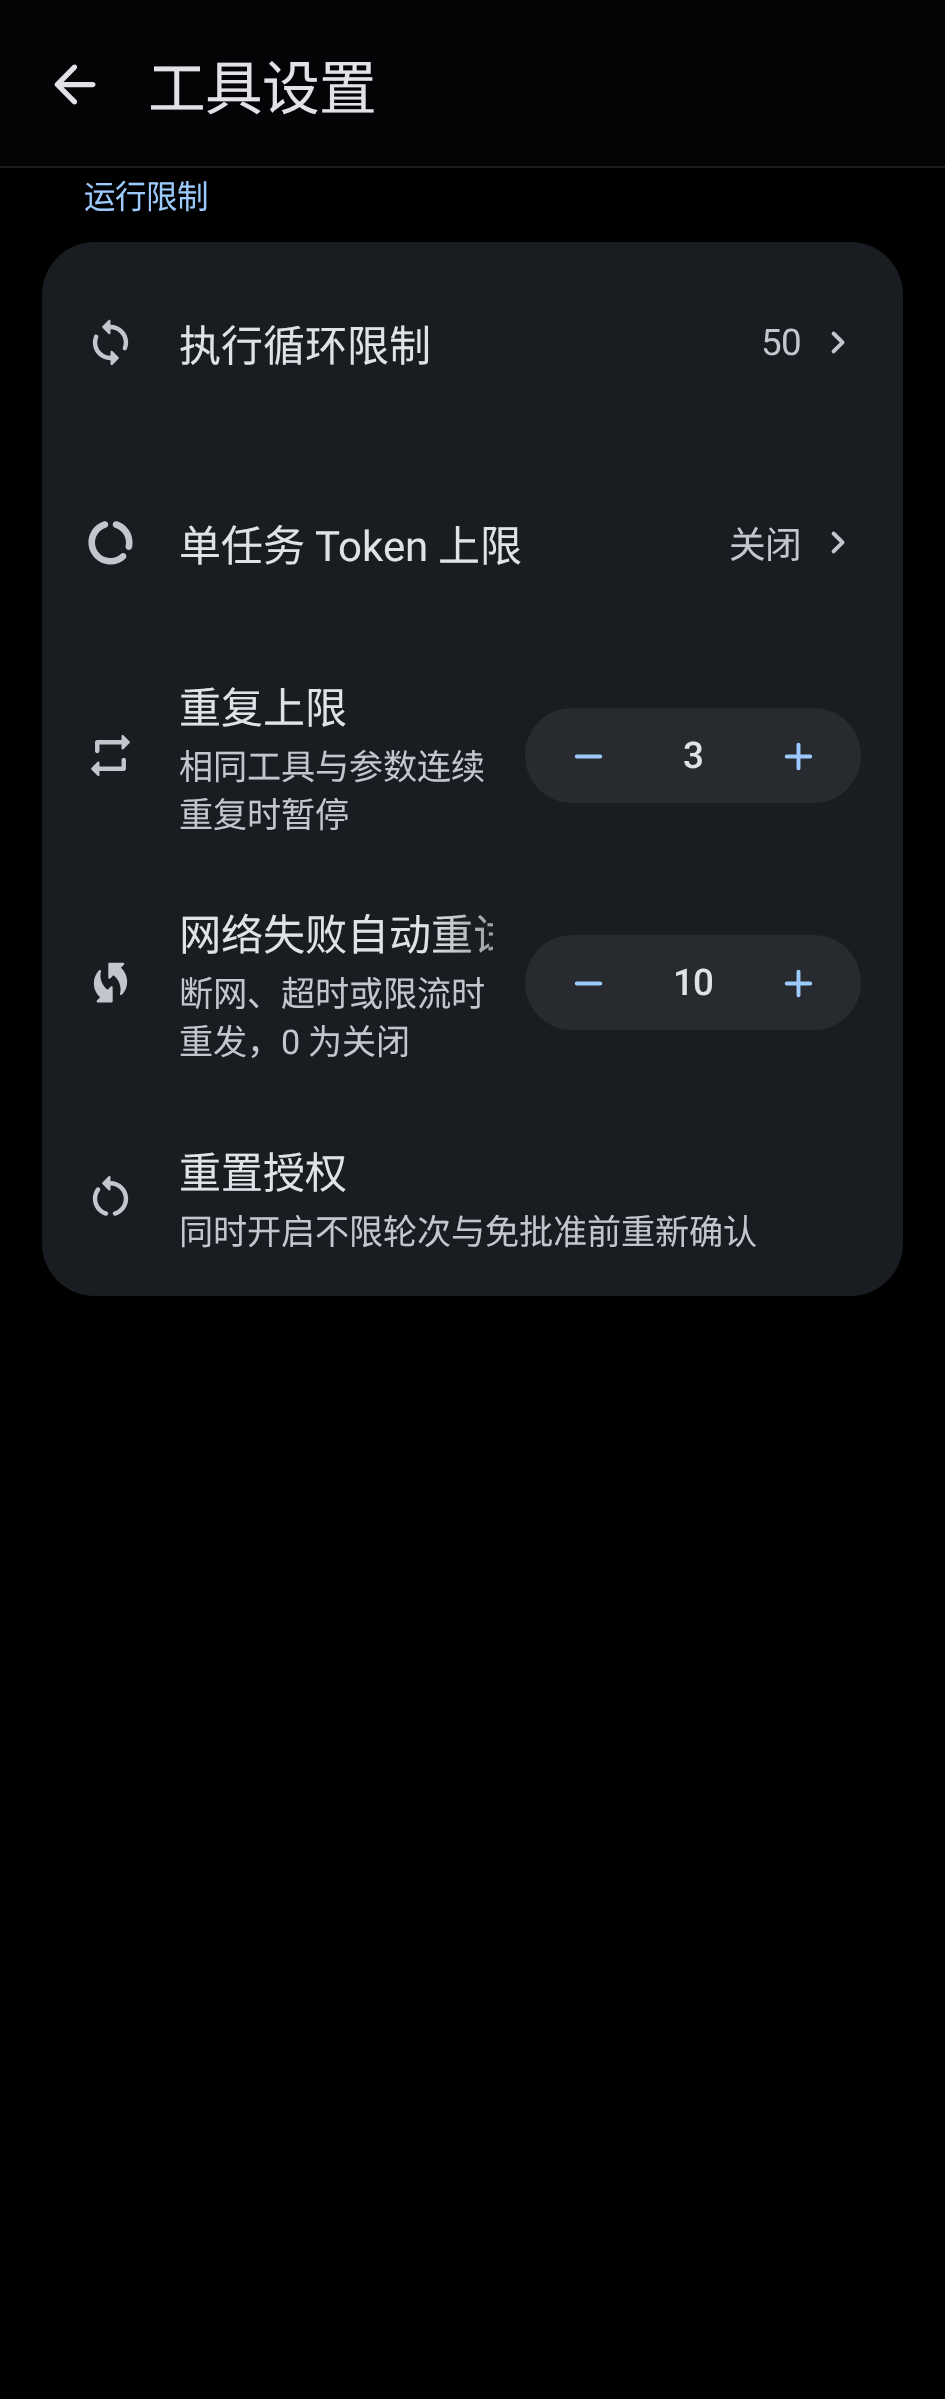 工具设置
运行限制
执行循环限制 50
单任务 Token 上限 关闭
重复上限
相同工具与参数连续
重复时暂停
3
网络失败自动重
断网、超时或限流时
重发，0 为关闭
10
重置授权
同时开启不限轮次与免批准前重新确认